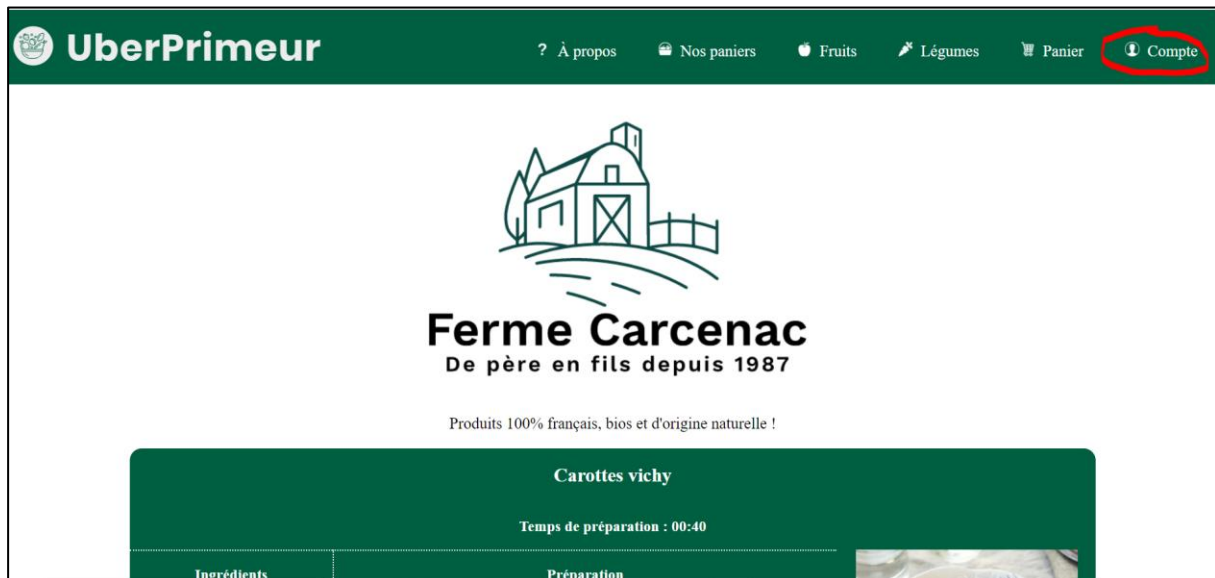 UberPrimeur
? À propos
Nos paniers
Fruits
Légumes
Panier
Compte
Ferme Carcenac
De père en fils depuis 1987
Produits 100% français, bios et d'origine naturelle !
Carottes vichy
Temps de préparation : 00:40
Ingrédients
Préparation